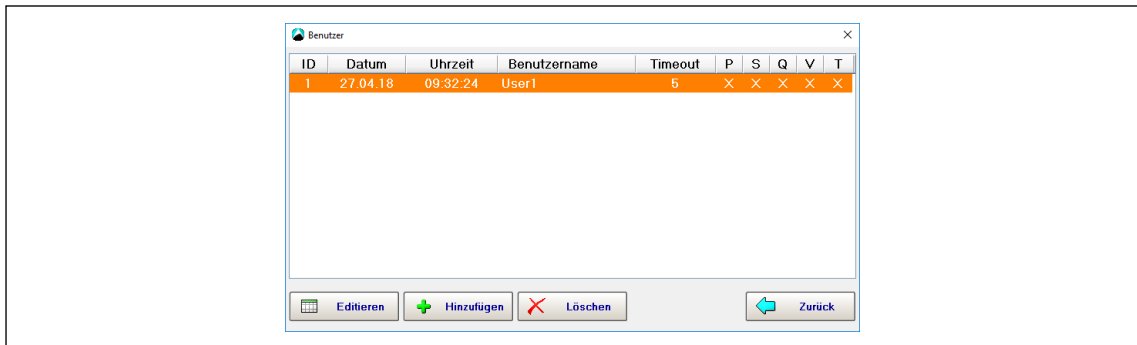 Benutzer
ID Datum Uhrzeit Benutzername Timeout P S Q V T
1 27.04.18 09:32:24 User1 5 X X X X X
Editieren Hinzufügen Löschen Zurück